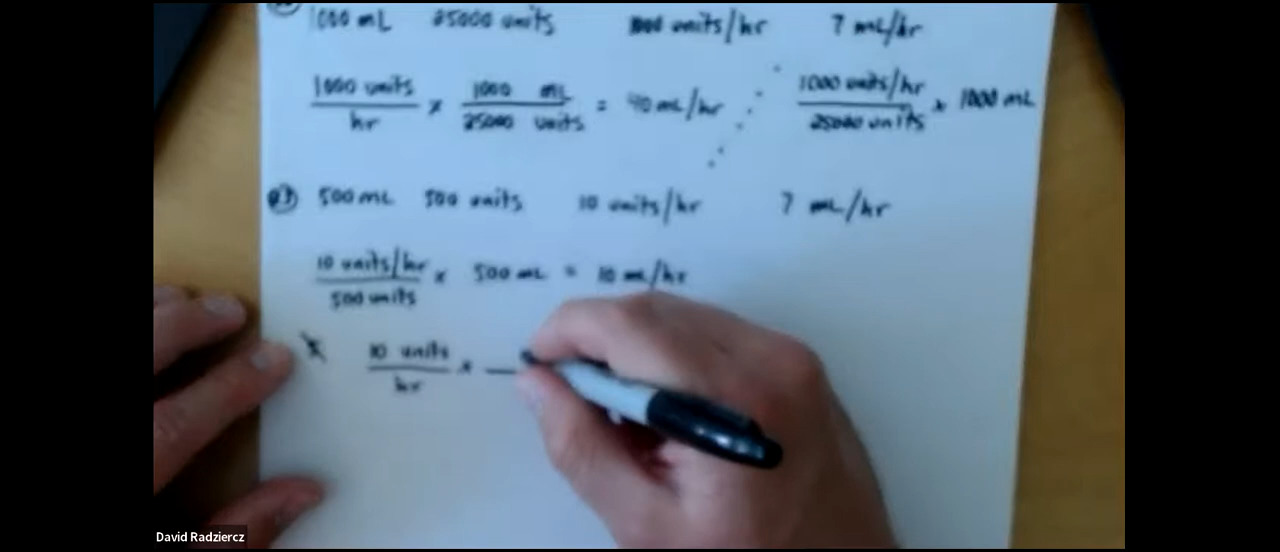 1000 mL 25000 units 1000 units/hr ? mL/hr
1000 units / hr × 1000 mL / 25000 units = 40 mL/hr
1000 units/hr / 25000 units × 1000 mL
#3 500 mL 500 units 10 units/hr ? mL/hr
10 units/hr / 500 units × 500 mL = 10 mL/hr
* 10 units / hr ×
David Radziercz